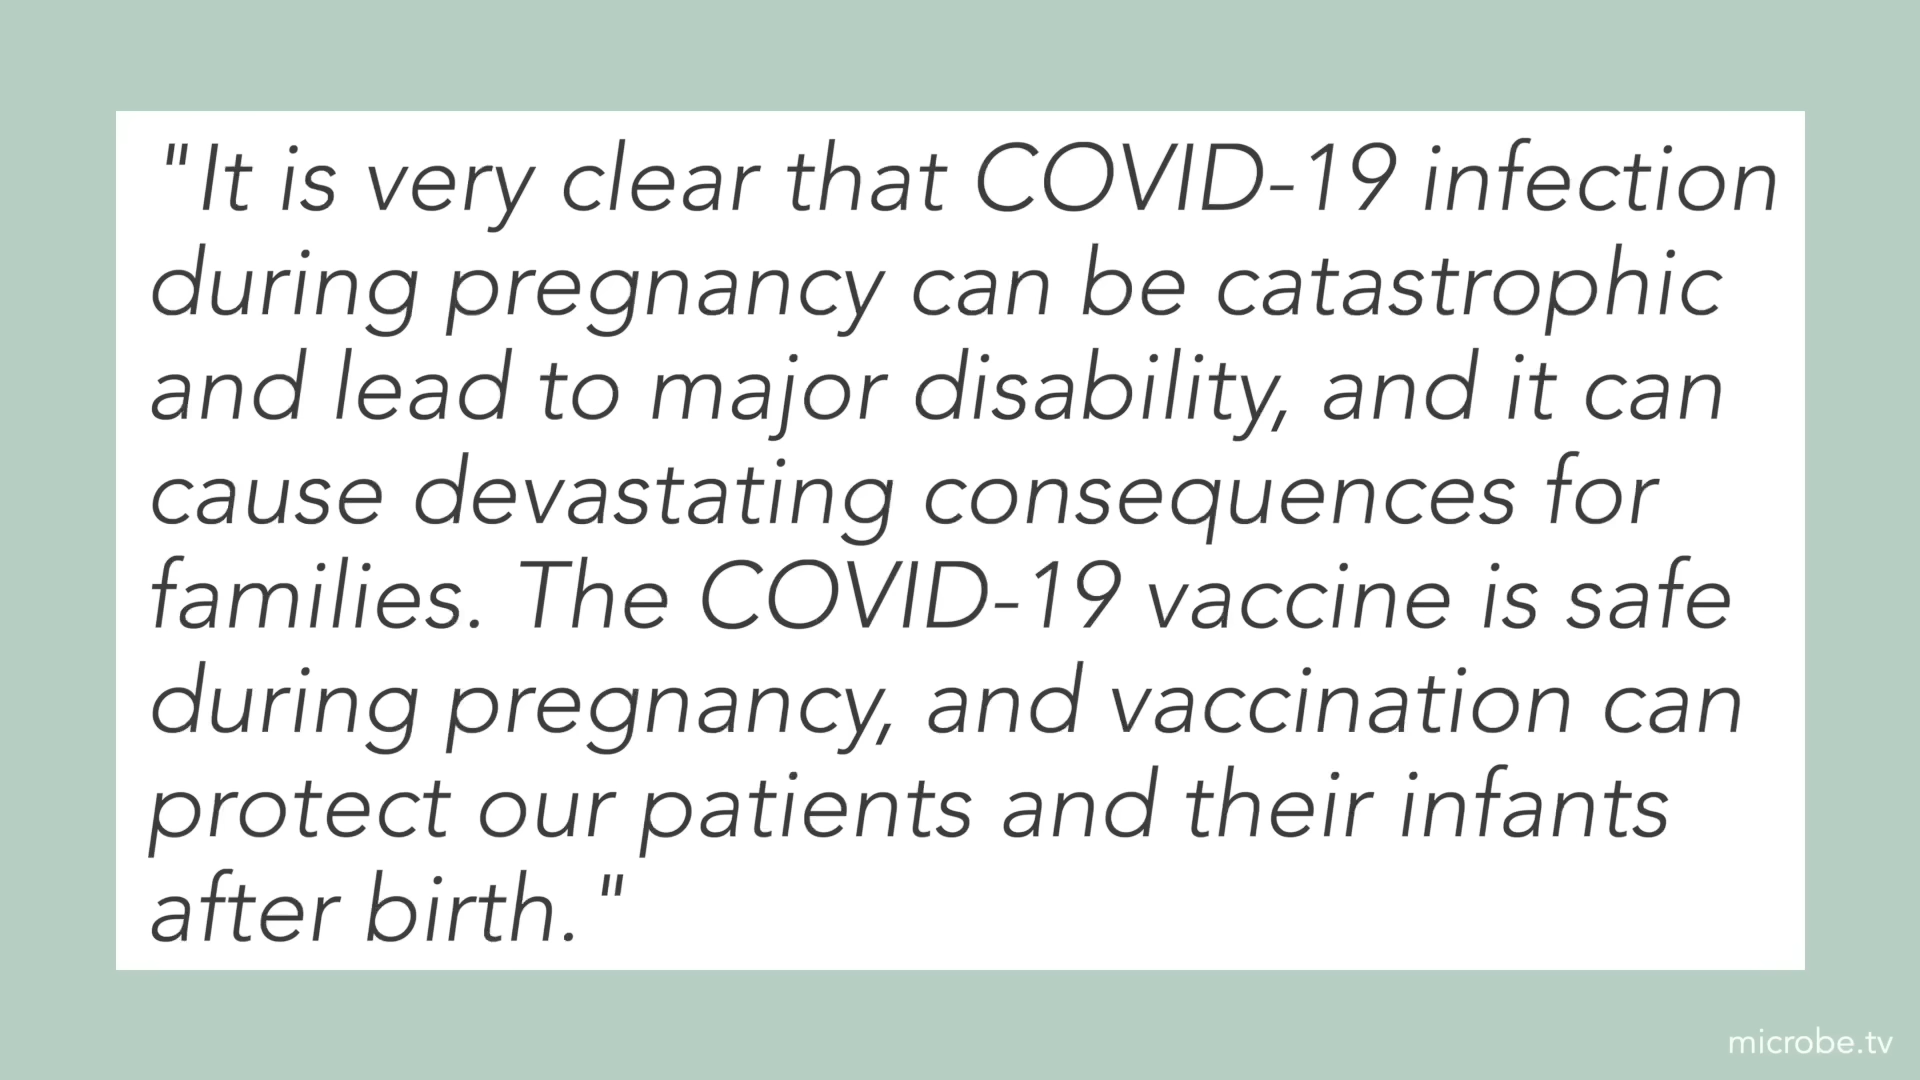 "It is very clear that COVID-19 infection
during pregnancy can be catastrophic
and lead to major disability, and it can
cause devastating consequences for
families. The COVID-19 vaccine is safe
during pregnancy, and vaccination can
protect our patients and their infants
after birth."
microbe.tv